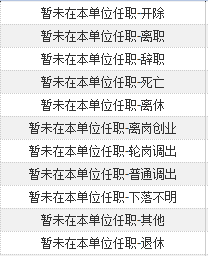 暂未在本单位任职-开除
暂未在本单位任职-离职
暂未在本单位任职-辞职
暂未在本单位任职-死亡
暂未在本单位任职-离休
暂未在本单位任职-离岗创业
暂未在本单位任职-轮岗调出
暂未在本单位任职-普通调出
暂未在本单位任职-下落不明
暂未在本单位任职-其他
暂未在本单位任职-退休